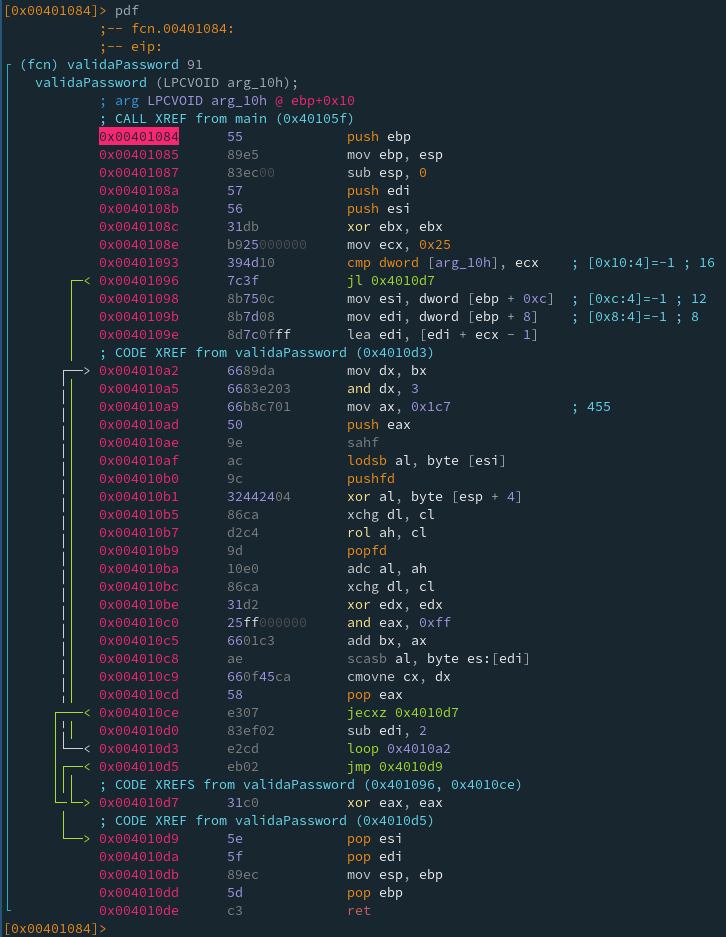 [0x00401084]> pdf
;-- fcn.00401084:
;-- eip:
(fcn) validaPassword 91
validaPassword (LPCVOID arg_10h);
; arg LPCVOID arg_10h @ ebp+0x10
; CALL XREF from main (0x40105f)
0x00401084 55 push ebp
0x00401085 89e5 mov ebp, esp
0x00401087 83ec00 sub esp, 0
0x0040108a 57 push edi
0x0040108b 56 push esi
0x0040108c 31db xor ebx, ebx
0x0040108e b925000000 mov ecx, 0x25
0x00401093 394d10 cmp dword [arg_10h], ecx ; [0x10:4]=-1 ; 16
< 0x00401096 7c3f jl 0x4010d7
0x00401098 8b750c mov esi, dword [ebp + 0xc] ; [0xc:4]=-1 ; 12
0x0040109b 8b7d08 mov edi, dword [ebp + 8] ; [0x8:4]=-1 ; 8
0x0040109e 8d7c0fff lea edi, [edi + ecx - 1]
; CODE XREF from validaPassword (0x4010d3)
> 0x004010a2 6689da mov dx, bx
0x004010a5 6683e203 and dx, 3
0x004010a9 66b8c701 mov ax, 0x1c7 ; 455
0x004010ad 50 push eax
0x004010ae 9e sahf
0x004010af ac lodsb al, byte [esi]
0x004010b0 9c pushfd
0x004010b1 32442404 xor al, byte [esp + 4]
0x004010b5 86ca xchg dl, cl
0x004010b7 d2c4 rol ah, cl
0x004010b9 9d popfd
0x004010ba 10e0 adc al, ah
0x004010bc 86ca xchg dl, cl
0x004010be 31d2 xor edx, edx
0x004010c0 25ff000000 and eax, 0xff
0x004010c5 6601c3 add bx, ax
0x004010c8 ae scasb al, byte es:[edi]
0x004010c9 660f45ca cmovne cx, dx
0x004010cd 58 pop eax
< 0x004010ce e307 jecxz 0x4010d7
0x004010d0 83ef02 sub edi, 2
< 0x004010d3 e2cd loop 0x4010a2
< 0x004010d5 eb02 jmp 0x4010d9
; CODE XREFS from validaPassword (0x401096, 0x4010ce)
> 0x004010d7 31c0 xor eax, eax
; CODE XREF from validaPassword (0x4010d5)
> 0x004010d9 5e pop esi
0x004010da 5f pop edi
0x004010db 89ec mov esp, ebp
0x004010dd 5d pop ebp
0x004010de c3 ret
[0x00401084]>